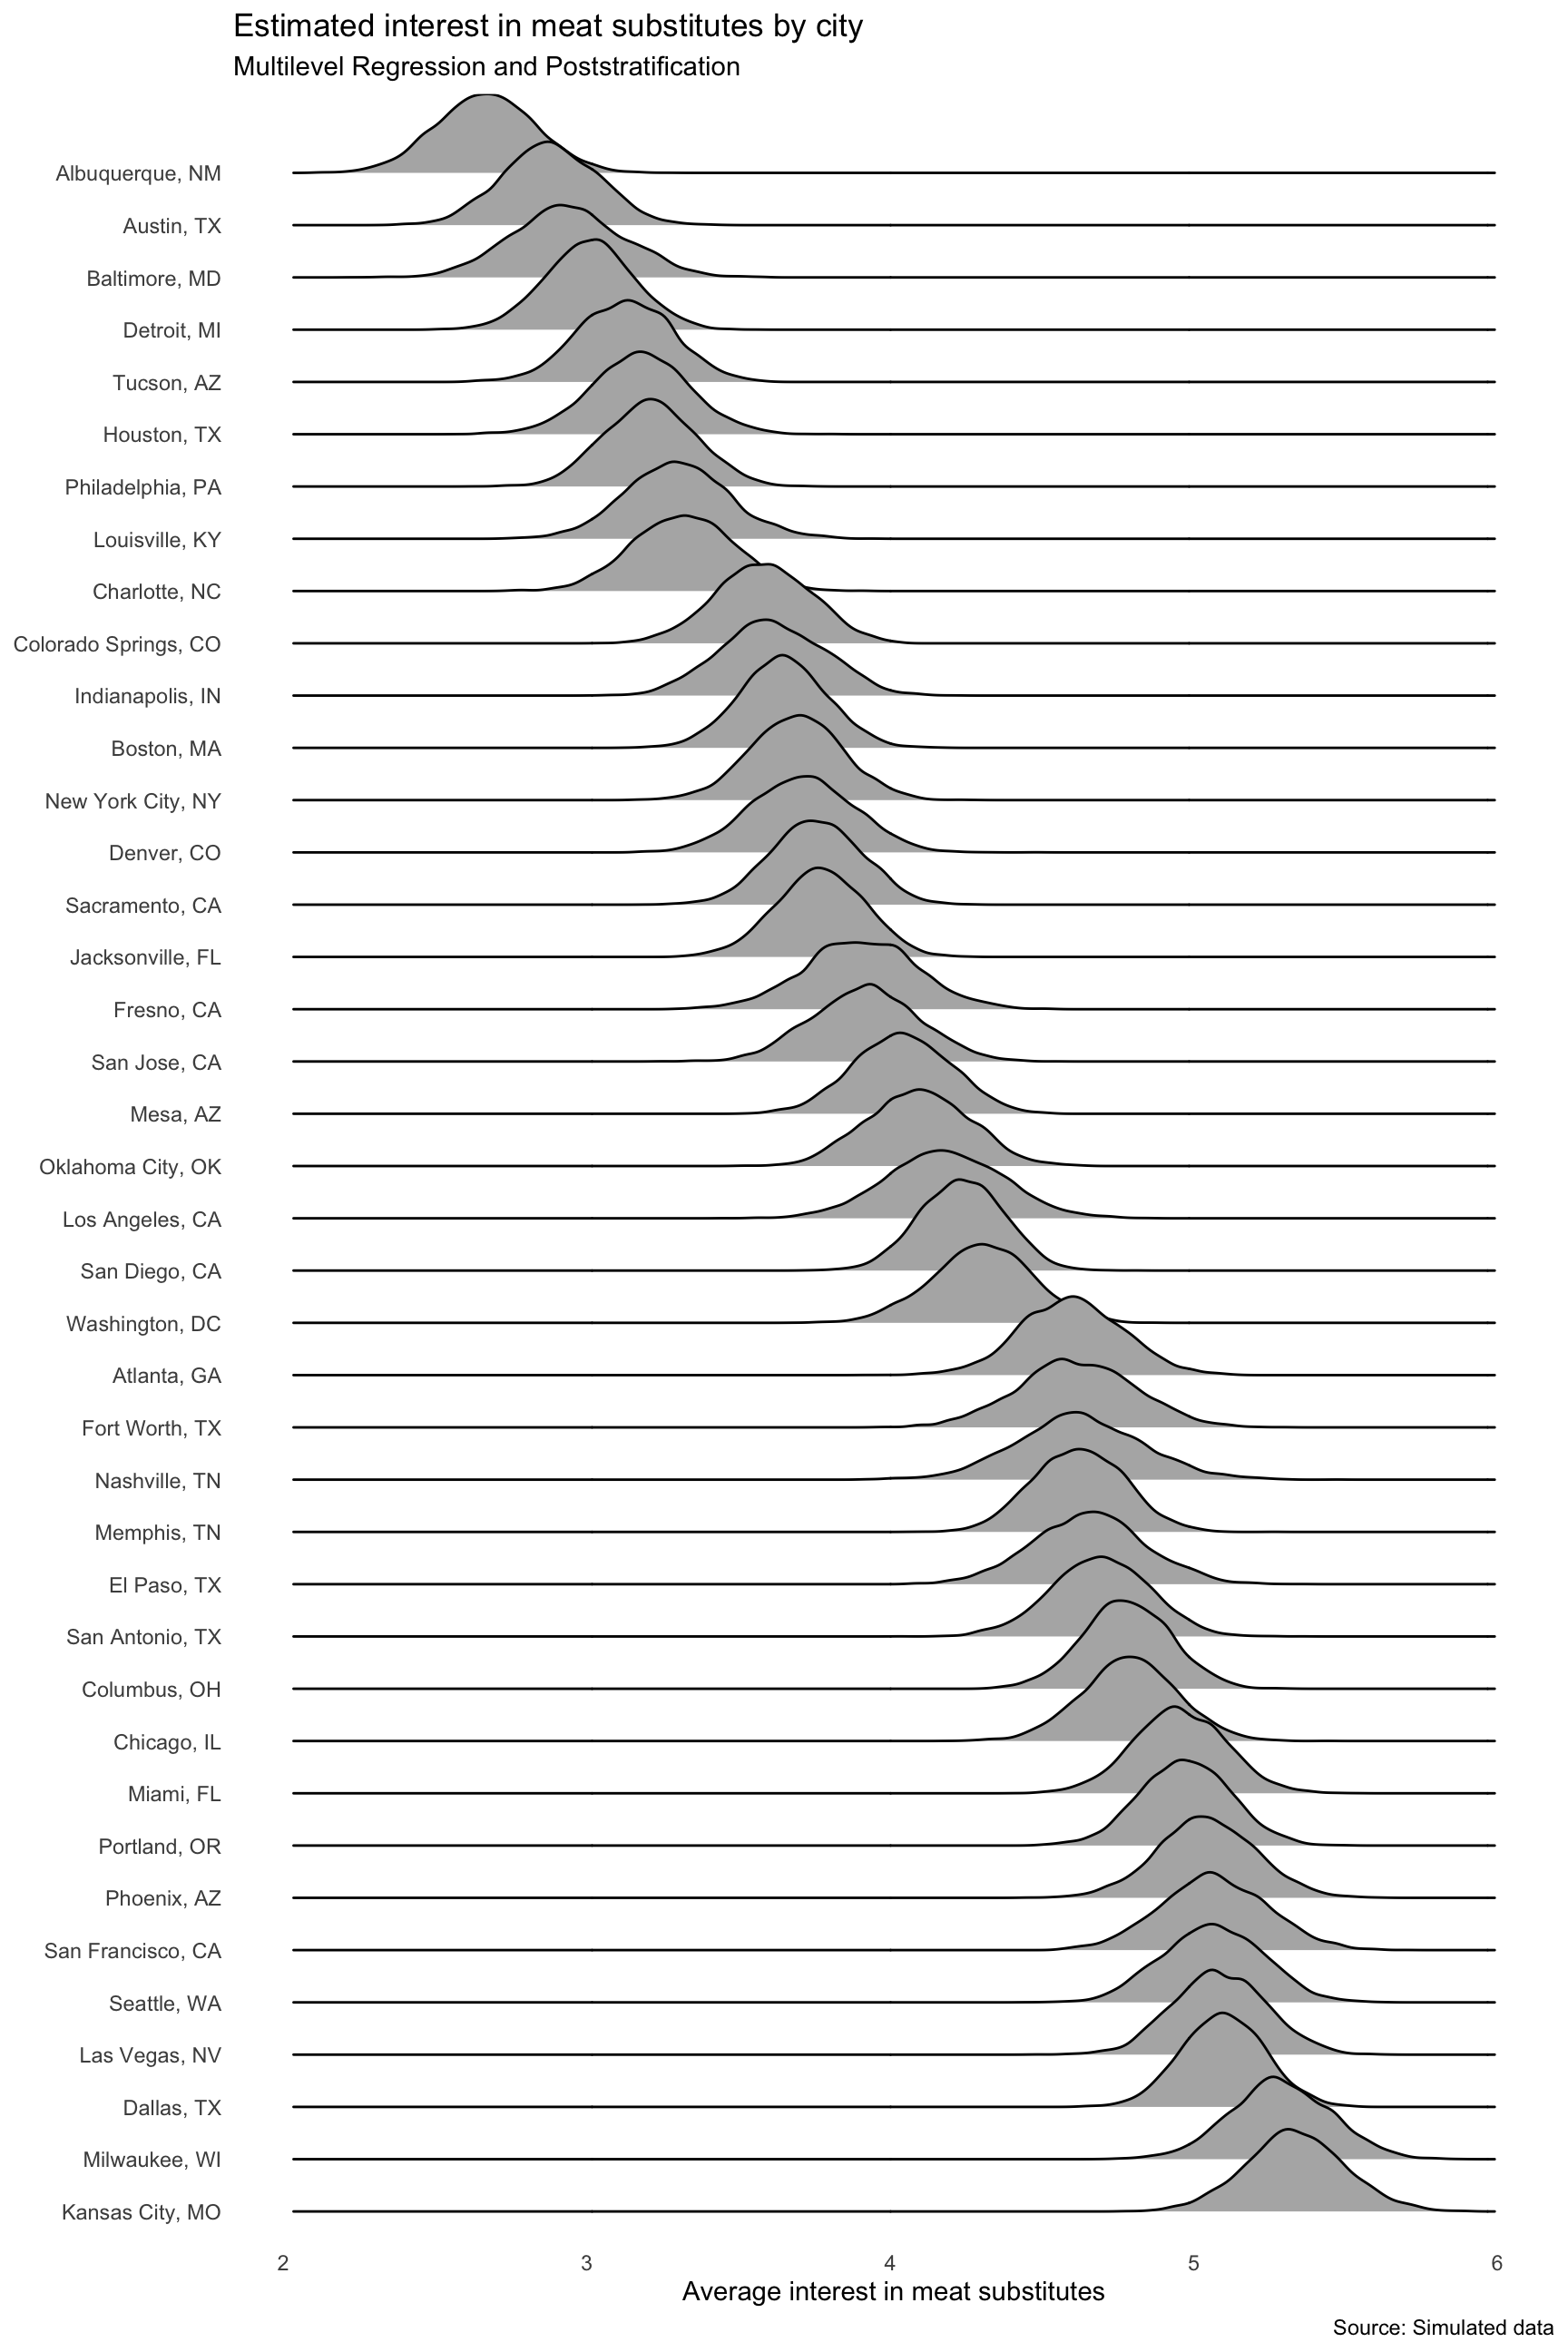 Estimated interest in meat substitutes by city
Multilevel Regression and Poststratification
Albuquerque, NM
Austin, TX
Baltimore, MD
Detroit, MI
Tucson, AZ
Houston, TX
Philadelphia, PA
Louisville, KY
Charlotte, NC
Colorado Springs, CO
Indianapolis, IN
Boston, MA
New York City, NY
Denver, CO
Sacramento, CA
Jacksonville, FL
Fresno, CA
San Jose, CA
Mesa, AZ
Oklahoma City, OK
Los Angeles, CA
San Diego, CA
Washington, DC
Atlanta, GA
Fort Worth, TX
Nashville, TN
Memphis, TN
El Paso, TX
San Antonio, TX
Columbus, OH
Chicago, IL
Miami, FL
Portland, OR
Phoenix, AZ
San Francisco, CA
Seattle, WA
Las Vegas, NV
Dallas, TX
Milwaukee, WI
Kansas City, MO
2 3 4 5 6
Average interest in meat substitutes
Source: Simulated data